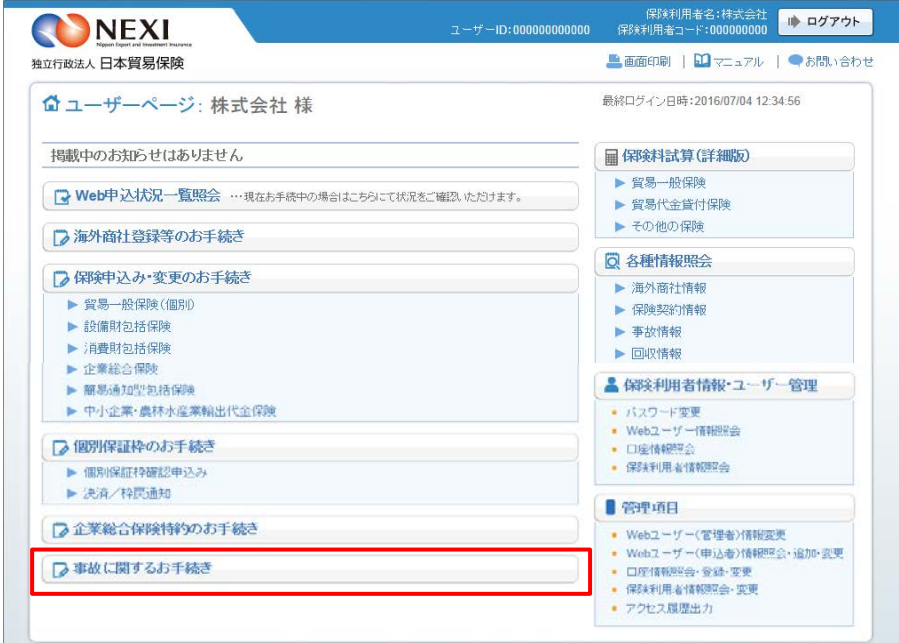 NEXI
Nippon Export and Investment Insurance
独立行政法人 日本貿易保険
ユーザーID:000000000000
保険利用者名:株式会社
保険利用者コード:000000000
ログアウト
画面印刷 | マニュアル | お問い合わせ
ユーザーページ: 株式会社 様
最終ログイン日時:2016/07/04 12:34:56
掲載中のお知らせはありません
Web申込状況一覧照会 …現在お手続中の場合はこちらにて状況をご確認いただけます。
海外商社登録等のお手続き
保険申込み・変更のお手続き
貿易一般保険(個別)
設備財包括保険
消費財包括保険
企業総合保険
簡易通知型包括保険
中小企業・農林水産業輸出代金保険
個別保証枠のお手続き
個別保証枠確認申込み
決済/枠戻通知
企業総合保険特約のお手続き
事故に関するお手続き
保険料試算(詳細版)
貿易一般保険
貿易代金貸付保険
その他の保険
各種情報照会
海外商社情報
保険契約情報
事故情報
回収情報
保険利用者情報・ユーザー管理
パスワード変更
Webユーザー情報照会
口座情報照会
保険利用者情報照会
管理項目
Webユーザー(管理者)情報変更
Webユーザー(申込者)情報照会・追加・変更
口座情報照会・登録・変更
保険利用者情報照会・変更
アクセス履歴出力